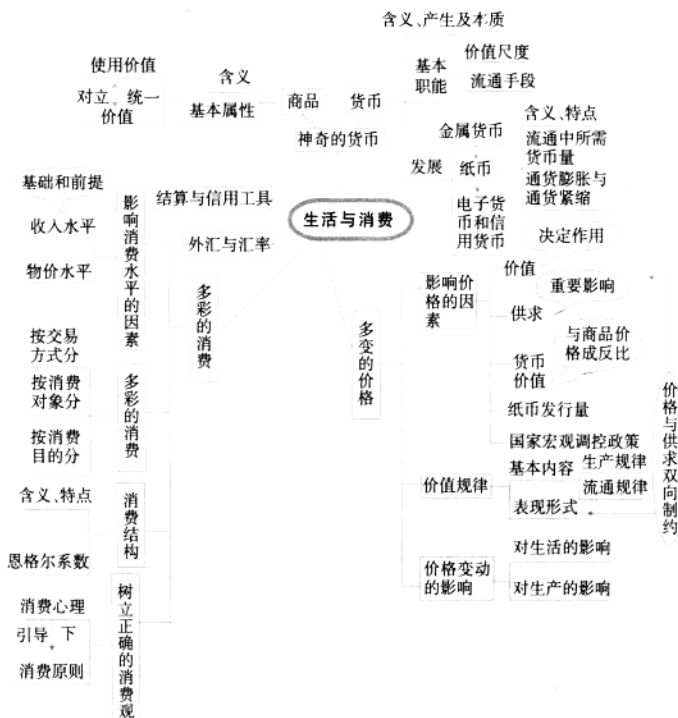 含义、产生及本质
使用价值
对立
统一
价值
含义
基本属性
商品
货币
神奇的货币
基本
职能
价值尺度
流通手段
发展
金属货币
纸币
电子货
币和信
用货币
含义、特点
流通中所需
货币量
通货膨胀与
通货紧缩
结算与信用工具
外汇与汇率
生活与消费
基础和前提
收入水平
物价水平
影响消费水平的因素
按交易
方式分
按消费
对象分
按消费
目的分
多彩的消费
多彩的消费
含义、特点
恩格尔系数
消费结构
消费心理
引导
下
消费原则
树立正确的消费观
多变的价格
影响价
格的因
素
价值
决定作用
供求
重要影响
货币
价值
与商品价
格成反比
纸币发行量
国家宏观调控政策
价值规律
基本内容
生产规律
流通规律
表现形式
价格与供求双向制约
价格变动
的影响
对生活的影响
对生产的影响